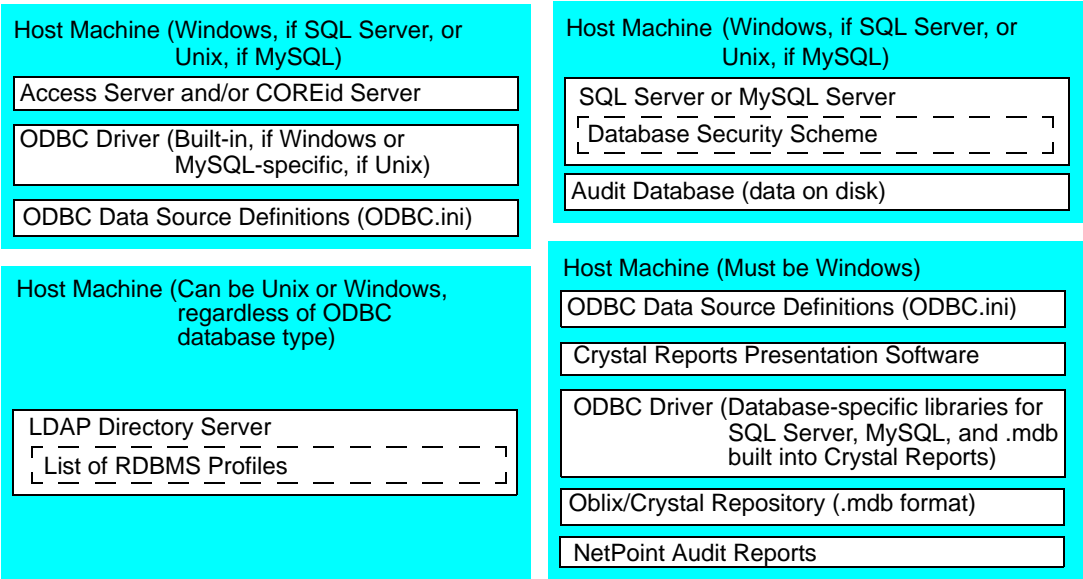 Host Machine (Windows, if SQL Server, or
Unix, if MySQL)
Access Server and/or COREid Server
ODBC Driver (Built-in, if Windows or
MySQL-specific, if Unix)
ODBC Data Source Definitions (ODBC.ini)
Host Machine (Windows, if SQL Server, or
Unix, if MySQL)
SQL Server or MySQL Server
Database Security Scheme
Audit Database (data on disk)
Host Machine (Can be Unix or Windows,
regardless of ODBC
database type)
LDAP Directory Server
List of RDBMS Profiles
Host Machine (Must be Windows)
ODBC Data Source Definitions (ODBC.ini)
Crystal Reports Presentation Software
ODBC Driver (Database-specific libraries for
SQL Server, MySQL, and .mdb
built into Crystal Reports)
Oblix/Crystal Repository (.mdb format)
NetPoint Audit Reports